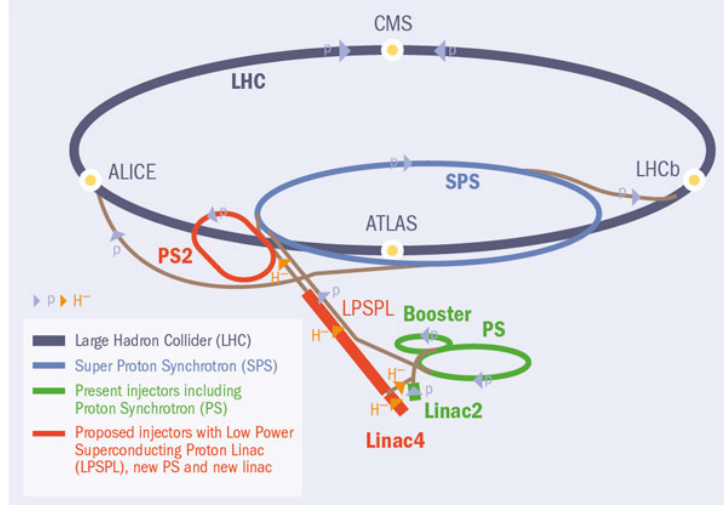 CMS
p
p
LHC
ALICE
p
SPS
LHCb
p
ATLAS
p
PS2
p
H⁻
p
p H⁻
LPSPL
Booster
PS
H⁻
p
Large Hadron Collider (LHC)
Super Proton Synchrotron (SPS)
Present injectors including
Proton Synchrotron (PS)
Proposed injectors with Low Power
Superconducting Proton Linac
(LPSPL), new PS and new linac
H⁻
p
p
H⁻
Linac2
Linac4